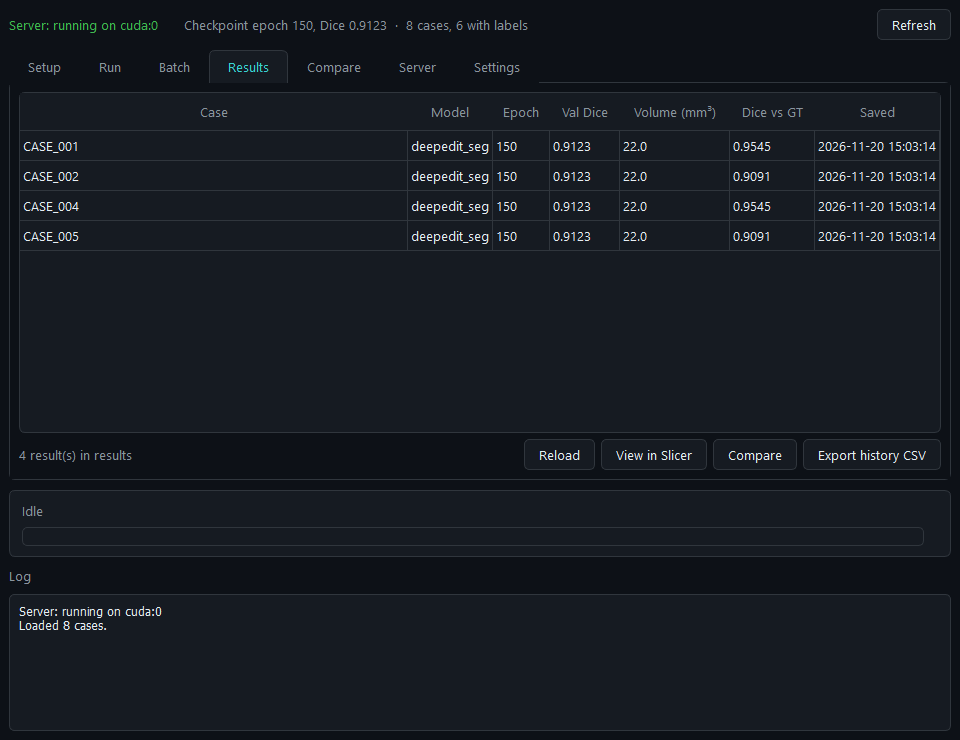 Server: running on cuda:0 Checkpoint epoch 150, Dice 0.9123 · 8 cases, 6 with labels Refresh
Setup Run Batch Results Compare Server Settings
Case Model Epoch Val Dice Volume (mm³) Dice vs GT Saved
CASE_001 deepedit_seg 150 0.9123 22.0 0.9545 2026-11-20 15:03:14
CASE_002 deepedit_seg 150 0.9123 22.0 0.9091 2026-11-20 15:03:14
CASE_004 deepedit_seg 150 0.9123 22.0 0.9545 2026-11-20 15:03:14
CASE_005 deepedit_seg 150 0.9123 22.0 0.9091 2026-11-20 15:03:14
4 result(s) in results Reload View in Slicer Compare Export history CSV
Idle
Log
Server: running on cuda:0
Loaded 8 cases.